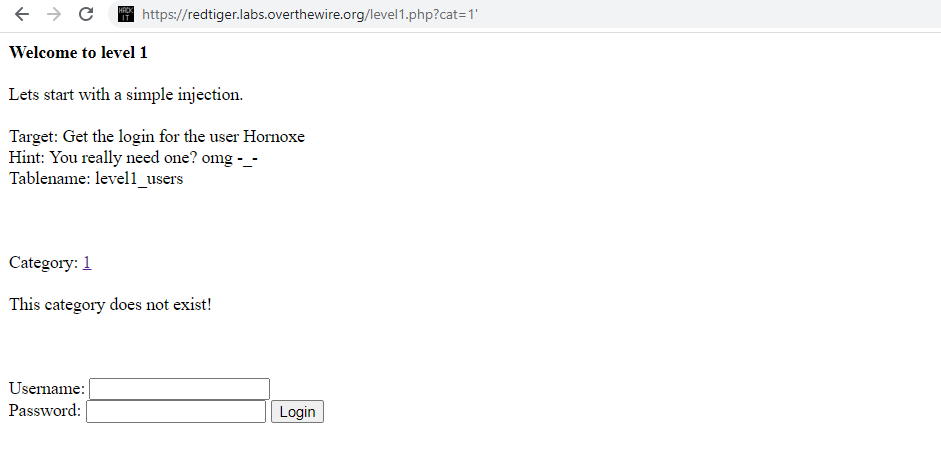 HACK
IT
https://redtiger.labs.overthewire.org/level1.php?cat=1'
Welcome to level 1
Lets start with a simple injection.
Target: Get the login for the user Hornoxe
Hint: You really need one? omg -_-
Tablename: level1_users
Category: 1
This category does not exist!
Username:
Password: Login